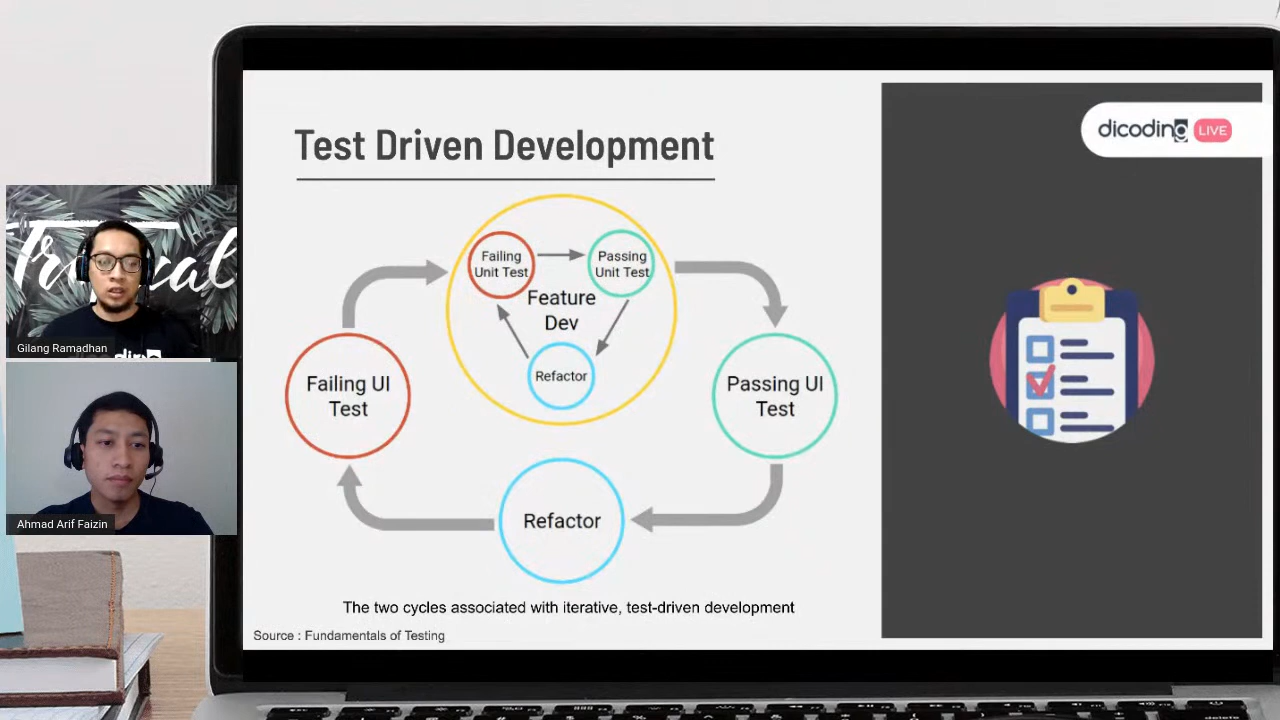 Test Driven Development
dicoding LIVE
Tropical
Gilang Ramadhan
Ahmad Arif Faizin
Failing
Unit Test
Passing
Unit Test
Feature
Dev
Refactor
Failing UI
Test
Passing UI
Test
Refactor
The two cycles associated with iterative, test-driven development
Source : Fundamentals of Testing
delete